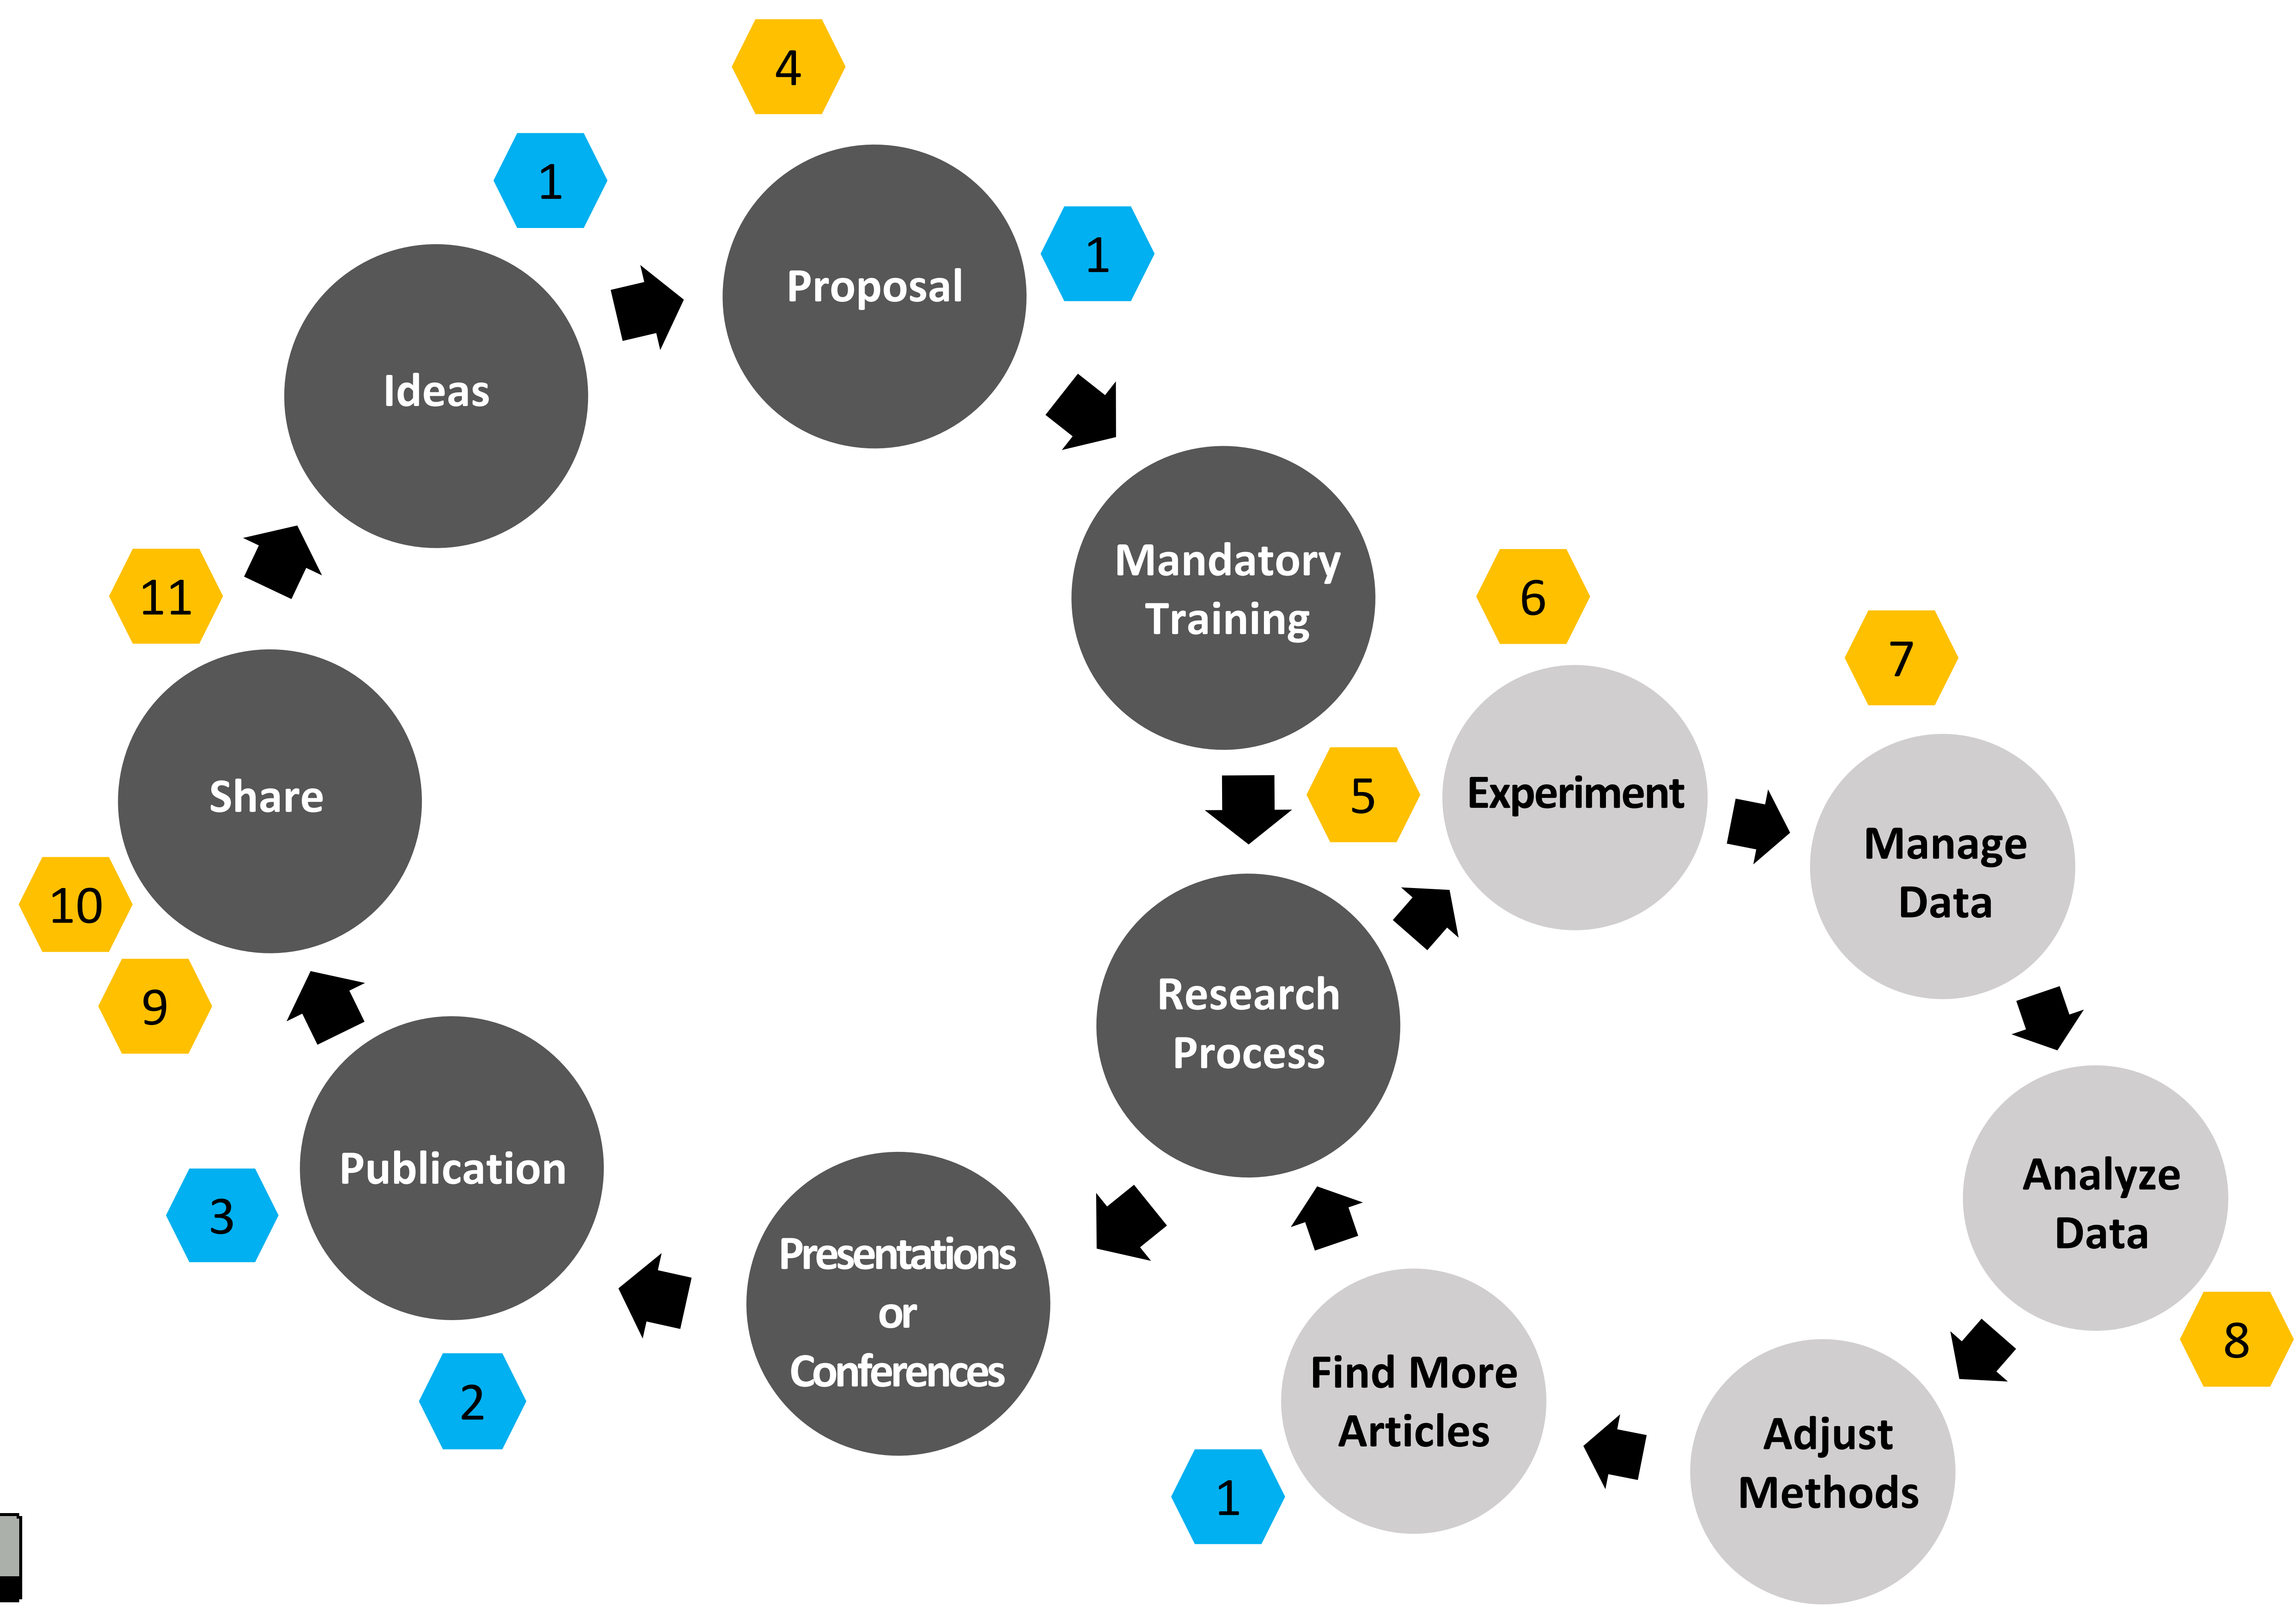 4
1
Proposal
1
Ideas
Mandatory
Training
11
6
7
Share
5
Experiment
Manage
Data
10
9
Research
Process
Publication
3
Analyze
Data
Presentations
or
Conferences
2
8
Find More
Articles
1
Adjust
Methods